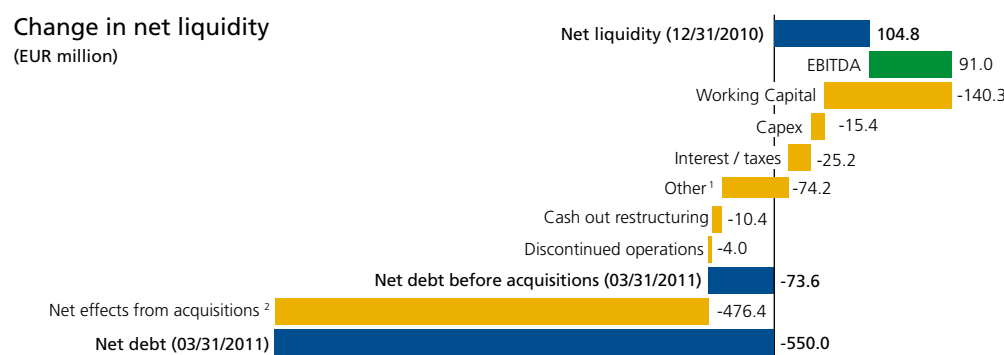 Change in net liquidity
(EUR million)
Net liquidity (12/31/2010) 104.8
EBITDA 91.0
Working Capital -140.3
Capex -15.4
Interest / taxes -25.2
Other 1 -74.2
Cash out restructuring -10.4
Discontinued operations -4.0
Net debt before acquisitions (03/31/2011) -73.6
Net effects from acquisitions 2 -476.4
Net debt (03/31/2011) -550.0